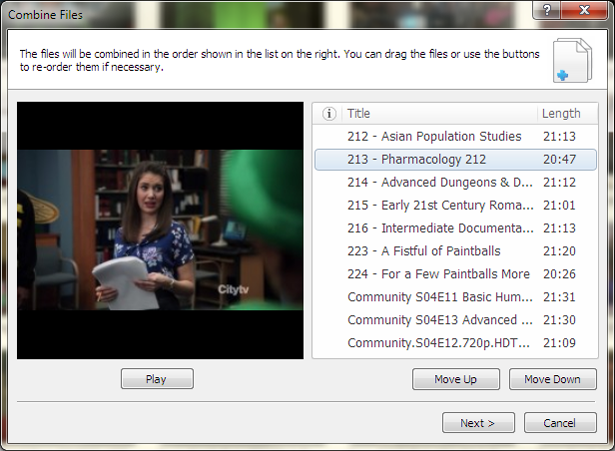 Combine Files
?
The files will be combined in the order shown in the list on the right. You can drag the files or use the buttons
to re-order them if necessary.
Title Length
212 - Asian Population Studies 21:13
213 - Pharmacology 212 20:47
214 - Advanced Dungeons & D... 21:12
215 - Early 21st Century Roma... 21:01
216 - Intermediate Documenta... 21:13
223 - A Fistful of Paintballs 21:20
224 - For a Few Paintballs More 20:26
Community S04E11 Basic Hum... 21:31
Community S04E13 Advanced ... 21:30
Community.S04E12.720p.HDT... 21:09
Citytv
Play
Move Up
Move Down
Next >
Cancel